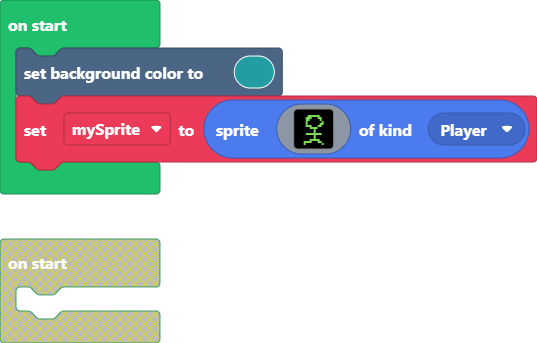 on start
set background color to
set mySprite to sprite of kind Player
on start